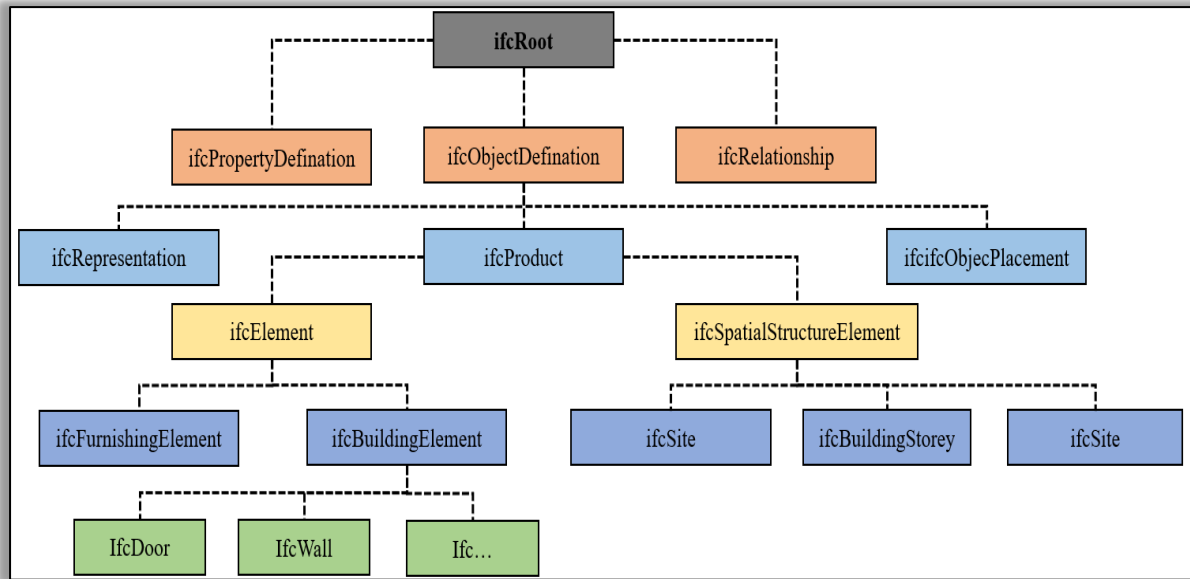 ifcRoot
ifcPropertyDefination
ifcObjectDefination
ifcRelationship
ifcRepresentation
ifcProduct
ifcifcObjecPlacement
ifcElement
ifcSpatialStructureElement
ifcFurnishingElement
ifcBuildingElement
ifcSite
ifcBuildingStorey
ifcSite
IfcDoor
IfcWall
Ifc…